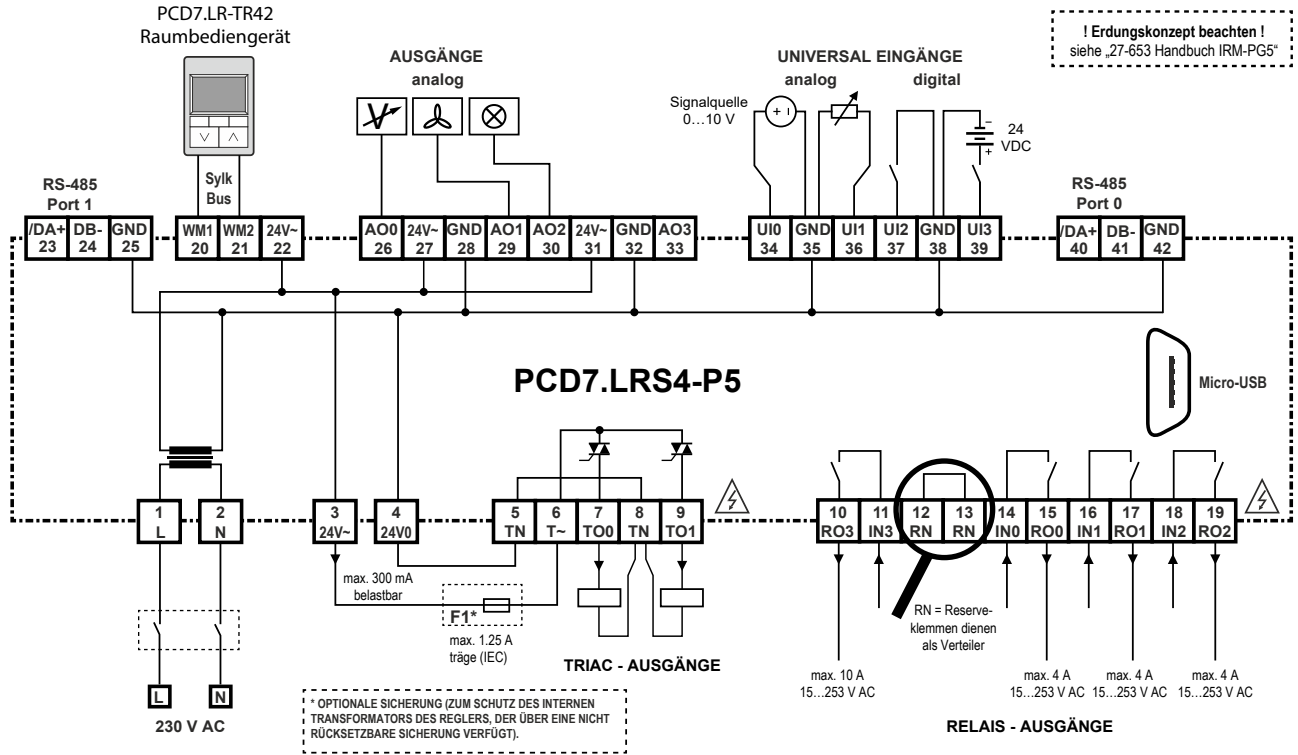 PCD7.LR-TR42
Raumbediengerät
! Erdungskonzept beachten !
siehe „27-653 Handbuch IRM-PG5“
AUSGÄNGE
analog
UNIVERSAL EINGÄNGE
analog digital
Signalquelle
0…10 V
24
VDC
Sylk
Bus
RS-485
Port 1
RS-485
Port 0
/DA+ DB- GND WM1 WM2 24V~ AO0 24V~ GND AO1 AO2 24V~ GND AO3 UI0 GND UI1 UI2 GND UI3 /DA+ DB- GND
23 24 25 20 21 22 26 27 28 29 30 31 32 33 34 35 36 37 38 39 40 41 42
PCD7.LRS4-P5
Micro-USB
1 2 3 4 5 6 7 8 9 10 11 12 13 14 15 16 17 18 19
L N 24V~ 24V0 TN T~ TO0 TN TO1 RO3 IN3 RN RN IN0 RO0 IN1 RO1 IN2 RO2
max. 300 mA
belastbar
F1*
max. 1.25 A
träge (IEC)
TRIAC - AUSGÄNGE
RN = Reserve-
klemmen dienen
als Verteiler
max. 10 A
15…253 V AC
max. 4 A
15…253 V AC
max. 4 A
15…253 V AC
max. 4 A
15…253 V AC
L N
230 V AC
* OPTIONALE SICHERUNG (ZUM SCHUTZ DES INTERNEN
TRANSFORMATORS DES REGLERS, DER ÜBER EINE NICHT
RÜCKSETZBARE SICHERUNG VERFÜGT).
RELAIS - AUSGÄNGE